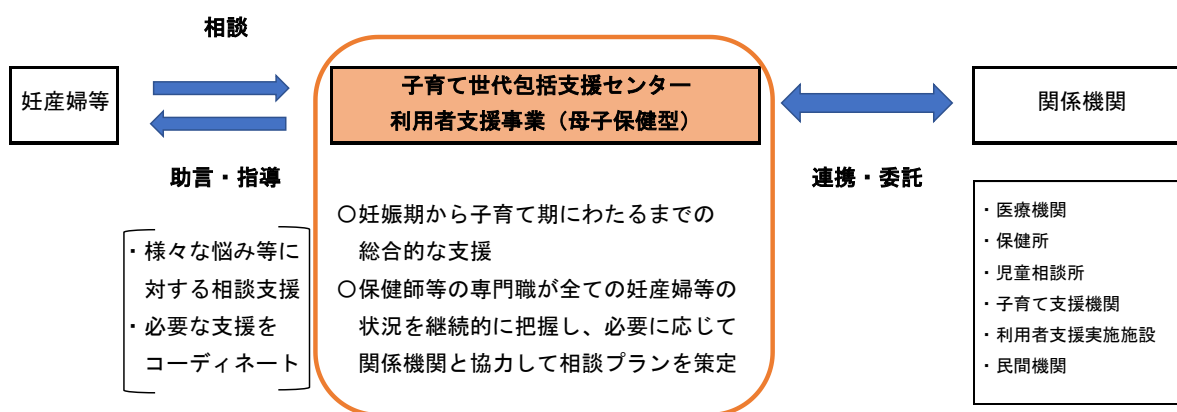 相談
妊産婦等
助言・指導
・様々な悩み等に
対する相談支援
・必要な支援を
コーディネート
子育て世代包括支援センター
利用者支援事業（母子保健型）
〇妊娠期から子育て期にわたるまでの
総合的な支援
〇保健師等の専門職が全ての妊産婦等の
状況を継続的に把握し、必要に応じて
関係機関と協力して相談プランを策定
連携・委託
関係機関
・医療機関
・保健所
・児童相談所
・子育て支援機関
・利用者支援実施施設
・民間機関